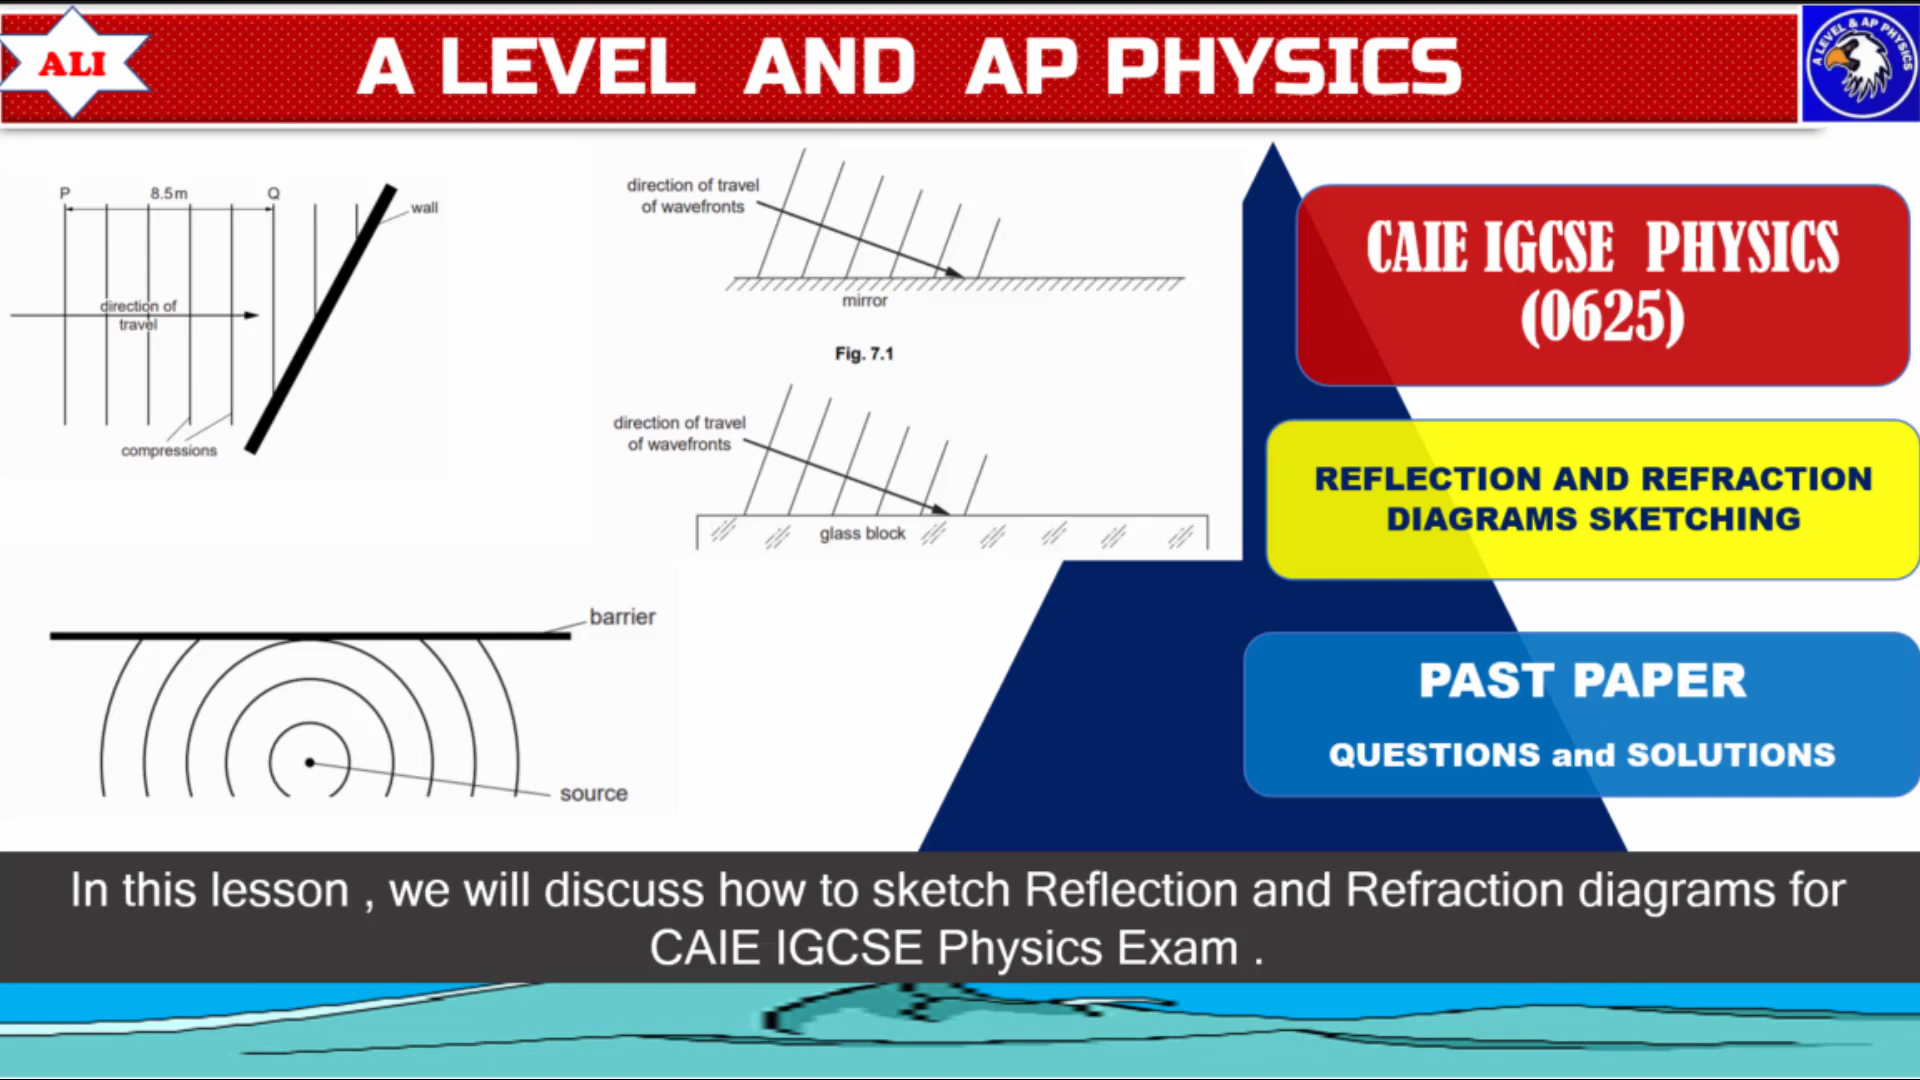 ALI
A LEVEL AND AP PHYSICS
A LEVEL & AP PHYSICS
P 8.5m Q
wall
direction of
travel
compressions
direction of travel
of wavefronts
mirror
Fig. 7.1
direction of travel
of wavefronts
glass block
barrier
source
CAIE IGCSE PHYSICS
(0625)
REFLECTION AND REFRACTION
DIAGRAMS SKETCHING
PAST PAPER
QUESTIONS and SOLUTIONS
In this lesson , we will discuss how to sketch Reflection and Refraction diagrams for
CAIE IGCSE Physics Exam .